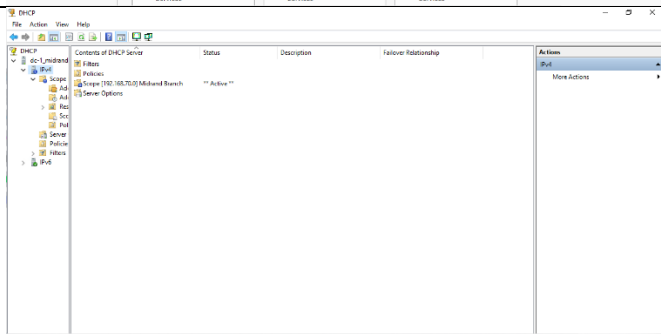 DHCP
File Action View Help
DHCP
dc-1_midrand
IPv4
Scope
Ad
Ad
Res
Sco
Pol
Server
Policie
Filters
IPv6
Contents of DHCP Server Status Description Failover Relationship
Filters
Policies
Scope [192.168.70.0] Midrand Branch ** Active **
Server Options
Actions
IPv4
More Actions